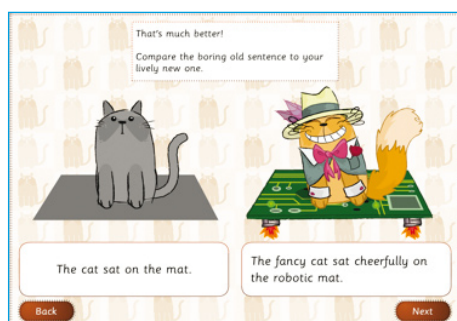 That's much better!
Compare the boring old sentence to your
lively new one.
The cat sat on the mat.
The fancy cat sat cheerfully on
the robotic mat.
Back
Next